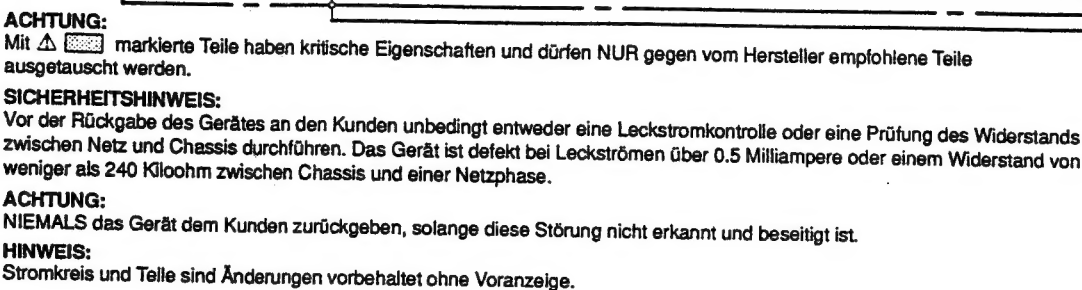 ACHTUNG:
Mit ⚠ markierte Teile haben kritische Eigenschaften und dürfen NUR gegen vom Hersteller empfohlene Teile
ausgetauscht werden.
SICHERHEITSHINWEIS:
Vor der Rückgabe des Gerätes an den Kunden unbedingt entweder eine Leckstromkontrolle oder eine Prüfung des Widerstands
zwischen Netz und Chassis durchführen. Das Gerät ist defekt bei Leckströmen über 0.5 Milliampere oder einem Widerstand von
weniger als 240 Kiloohm zwischen Chassis und einer Netzphase.
ACHTUNG:
NIEMALS das Gerät dem Kunden zurückgeben, solange diese Störung nicht erkannt und beseitigt ist.
HINWEIS:
Stromkreis und Teile sind Änderungen vorbehaltet ohne Voranzeige.